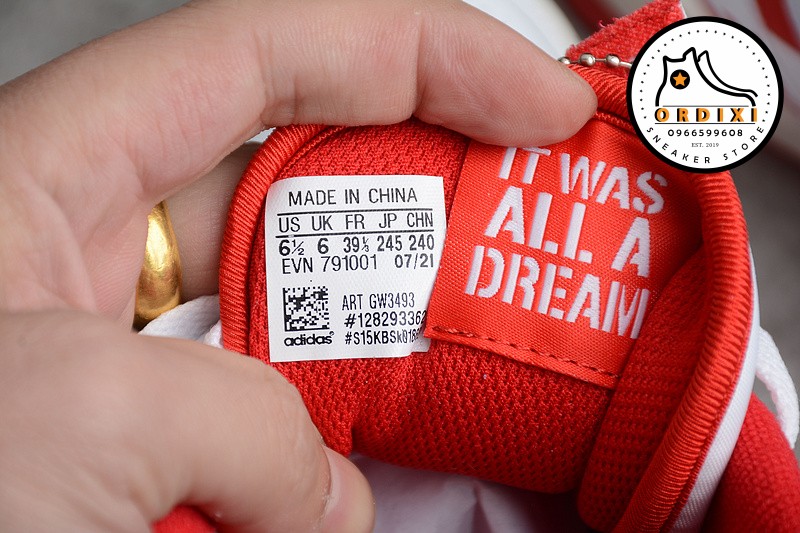 MADE IN CHINA
US UK FR JP CHN
6½ 6 39⅓ 245 240
EVN 791001 07/21
ART GW3493
#128293362
adidas®
IT WAS
ALL A
DREAM
ORDIXI
0966599608
EST. 2019
SNEAKER STORE